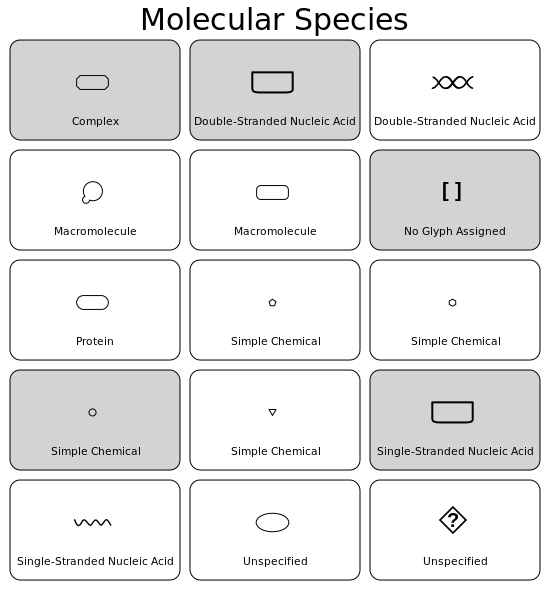 Molecular Species
Complex
Double-Stranded Nucleic Acid
Double-Stranded Nucleic Acid
Macromolecule
Macromolecule
[ ]
No Glyph Assigned
Protein
Simple Chemical
Simple Chemical
Simple Chemical
Simple Chemical
Single-Stranded Nucleic Acid
Single-Stranded Nucleic Acid
Unspecified
?
Unspecified